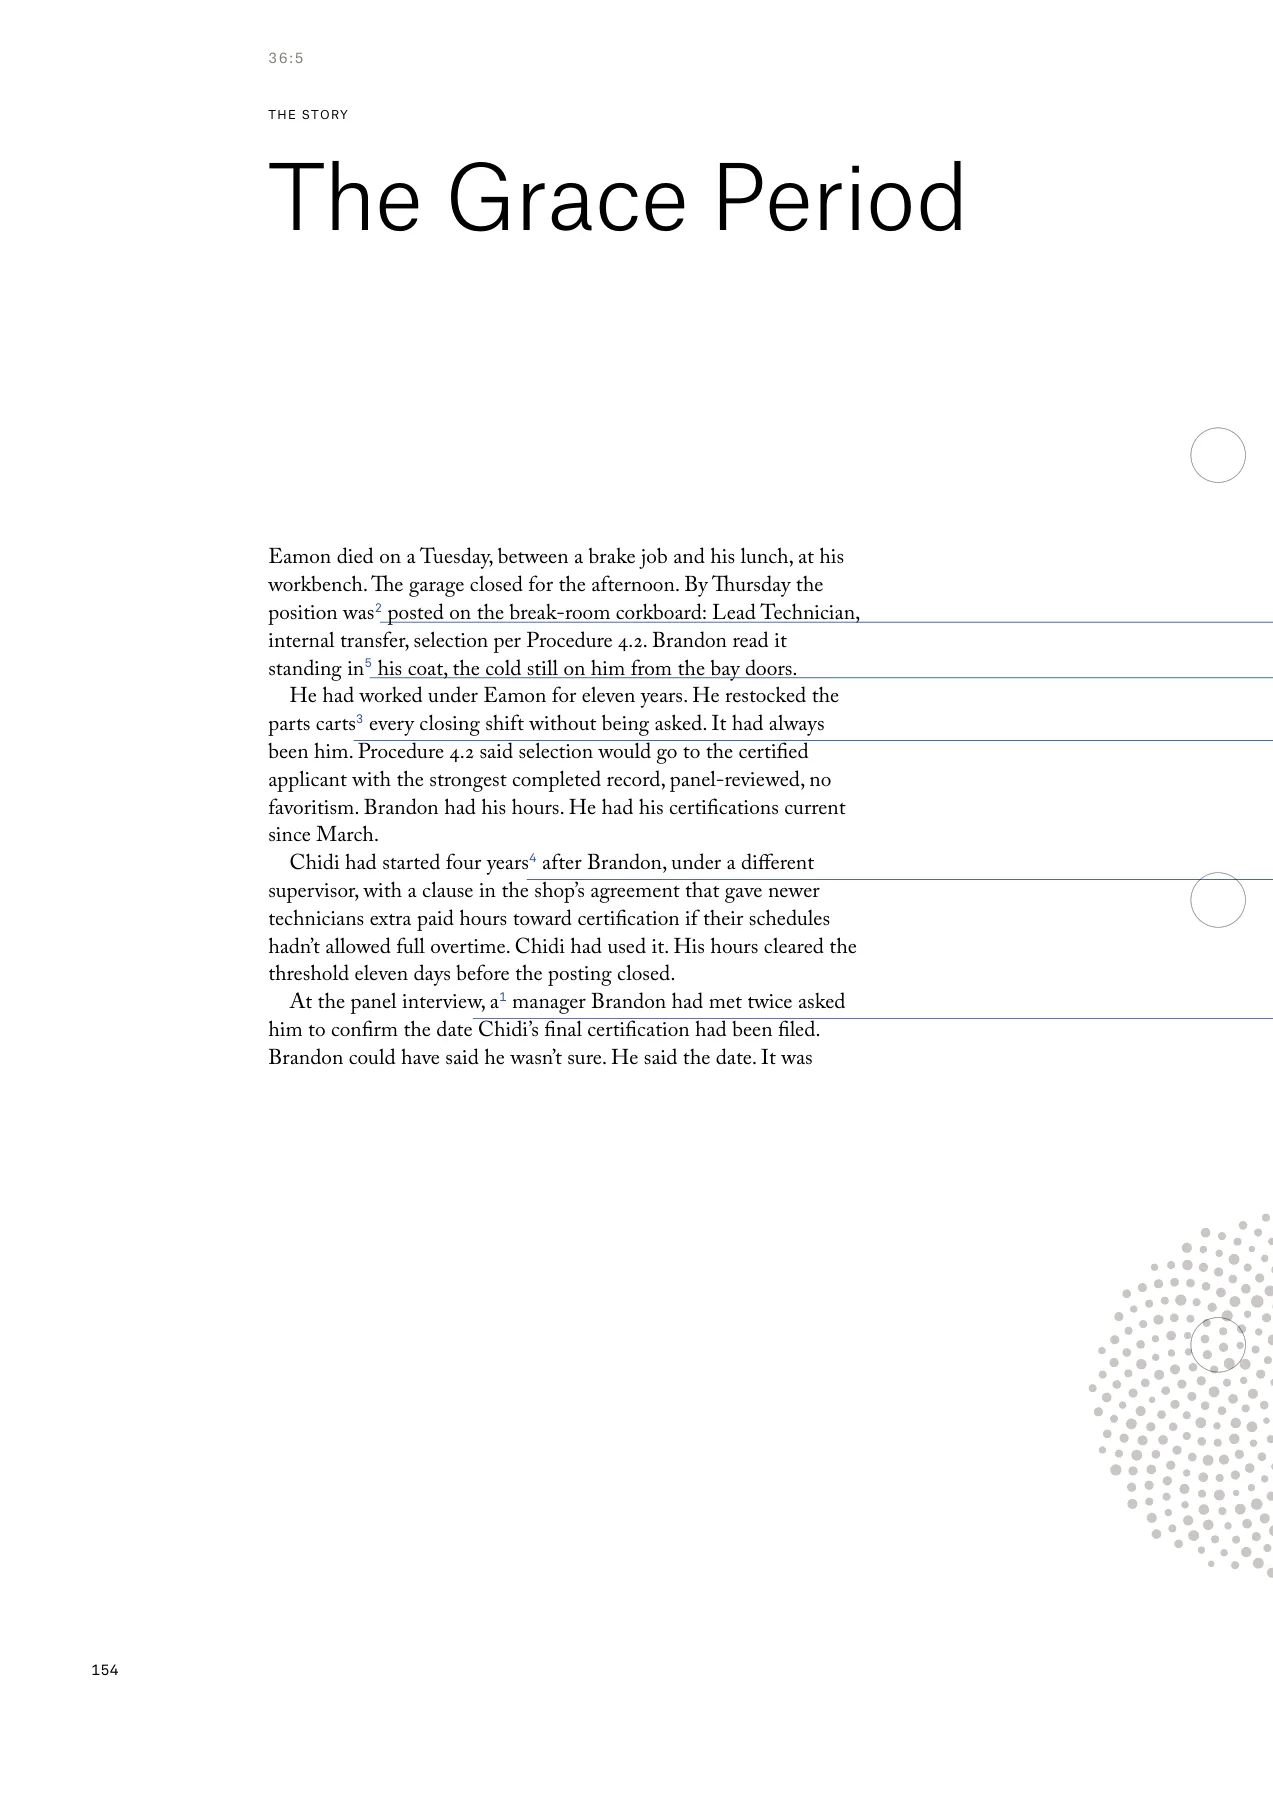 36:5
THE STORY
The Grace Period
Eamon died on a Tuesday, between a brake job and his lunch, at his
workbench. The garage closed for the afternoon. By Thursday the
position was² posted on the break-room corkboard: Lead Technician,
internal transfer, selection per Procedure 4.2. Brandon read it
standing in⁵ his coat, the cold still on him from the bay doors.
He had worked under Eamon for eleven years. He restocked the
parts carts³ every closing shift without being asked. It had always
been him. Procedure 4.2 said selection would go to the certified
applicant with the strongest completed record, panel-reviewed, no
favoritism. Brandon had his hours. He had his certifications current
since March.
Chidi had started four years⁴ after Brandon, under a different
supervisor, with a clause in the shop’s agreement that gave newer
technicians extra paid hours toward certification if their schedules
hadn’t allowed full overtime. Chidi had used it. His hours cleared the
threshold eleven days before the posting closed.
At the panel interview, a¹ manager Brandon had met twice asked
him to confirm the date Chidi’s final certification had been filed.
Brandon could have said he wasn’t sure. He said the date. It was
154